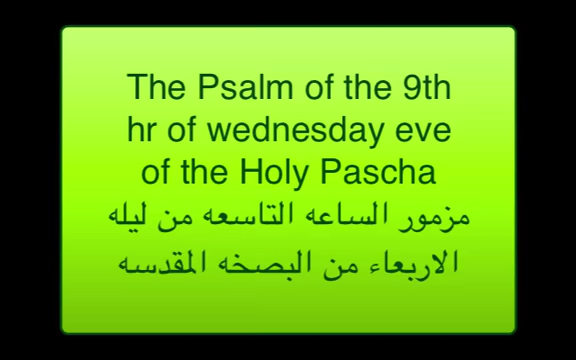 The Psalm of the 9th
hr of wednesday eve
of the Holy Pascha
مزمور الساعه التاسعه من ليله
الاربعاء من البصخه المقدسه